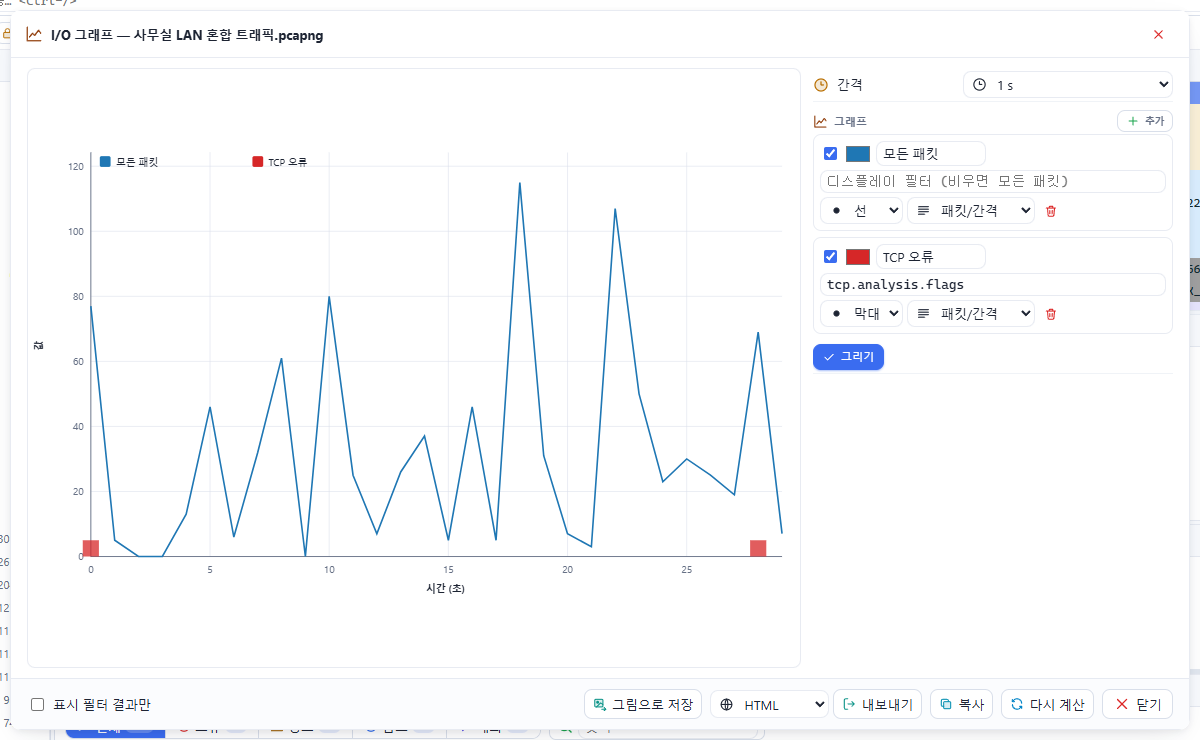 <Ctrl-/>
I/O 그래프 — 사무실 LAN 혼합 트래픽.pcapng
모든 패킷
TCP 오류
값
120
100
80
60
40
20
0
0 5 10 15 20 25
시간 (초)
간격
1 s
그래프
추가
모든 패킷
디스플레이 필터 (비우면 모든 패킷)
선
패킷/간격
TCP 오류
tcp.analysis.flags
막대
패킷/간격
그리기
표시 필터 결과만
그림으로 저장
HTML
내보내기
복사
다시 계산
닫기